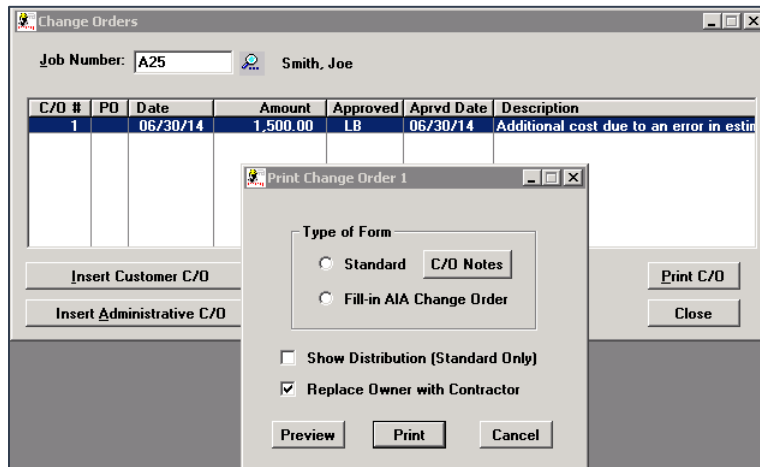 Change Orders
Job Number: A25 Smith, Joe
C/O # PO Date Amount Approved Aprvd Date Description
1 06/30/14 1,500.00 LB 06/30/14 Additional cost due to an error in estin
Print Change Order 1
Type of Form
Standard C/O Notes
Fill-in AIA Change Order
Insert Customer C/O Print C/O
Insert Administrative C/O Close
Show Distribution (Standard Only)
Replace Owner with Contractor
Preview Print Cancel